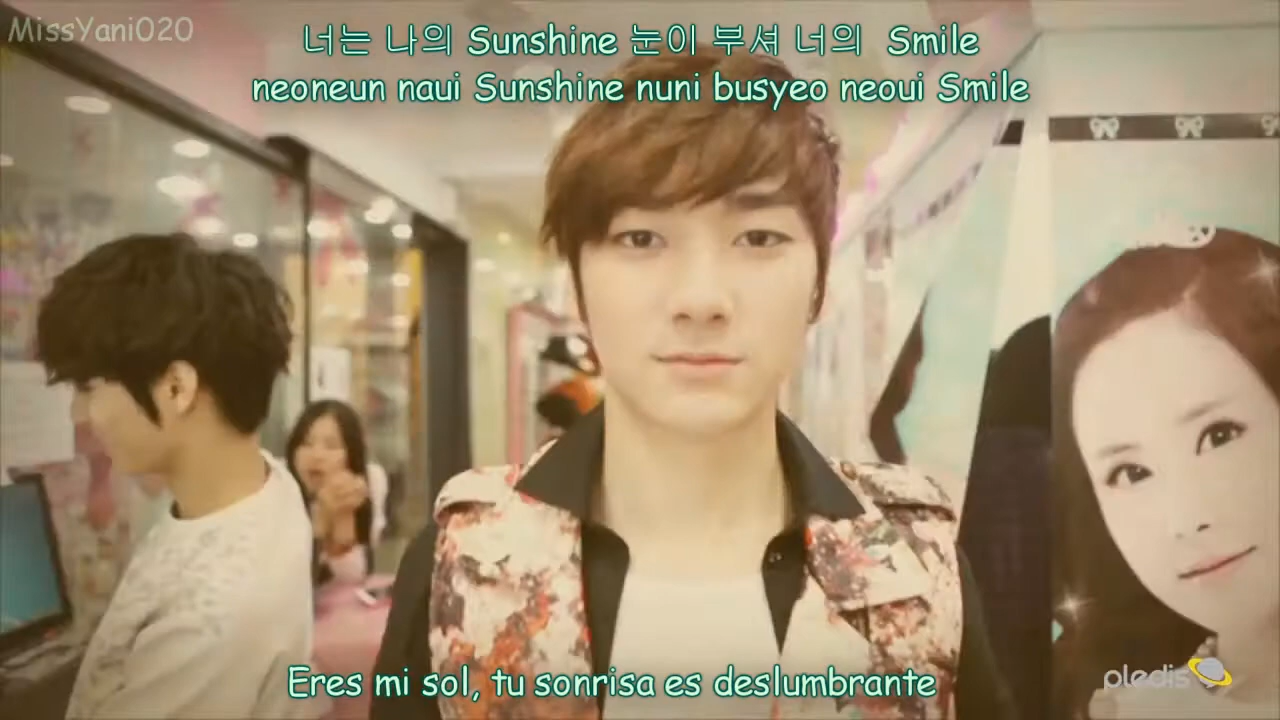 MissYani020
너는 나의 Sunshine 눈이 부셔 너의 Smile
neoneun naui Sunshine nuni busyeo neoui Smile
Eres mi sol, tu sonrisa es deslumbrante
pledis